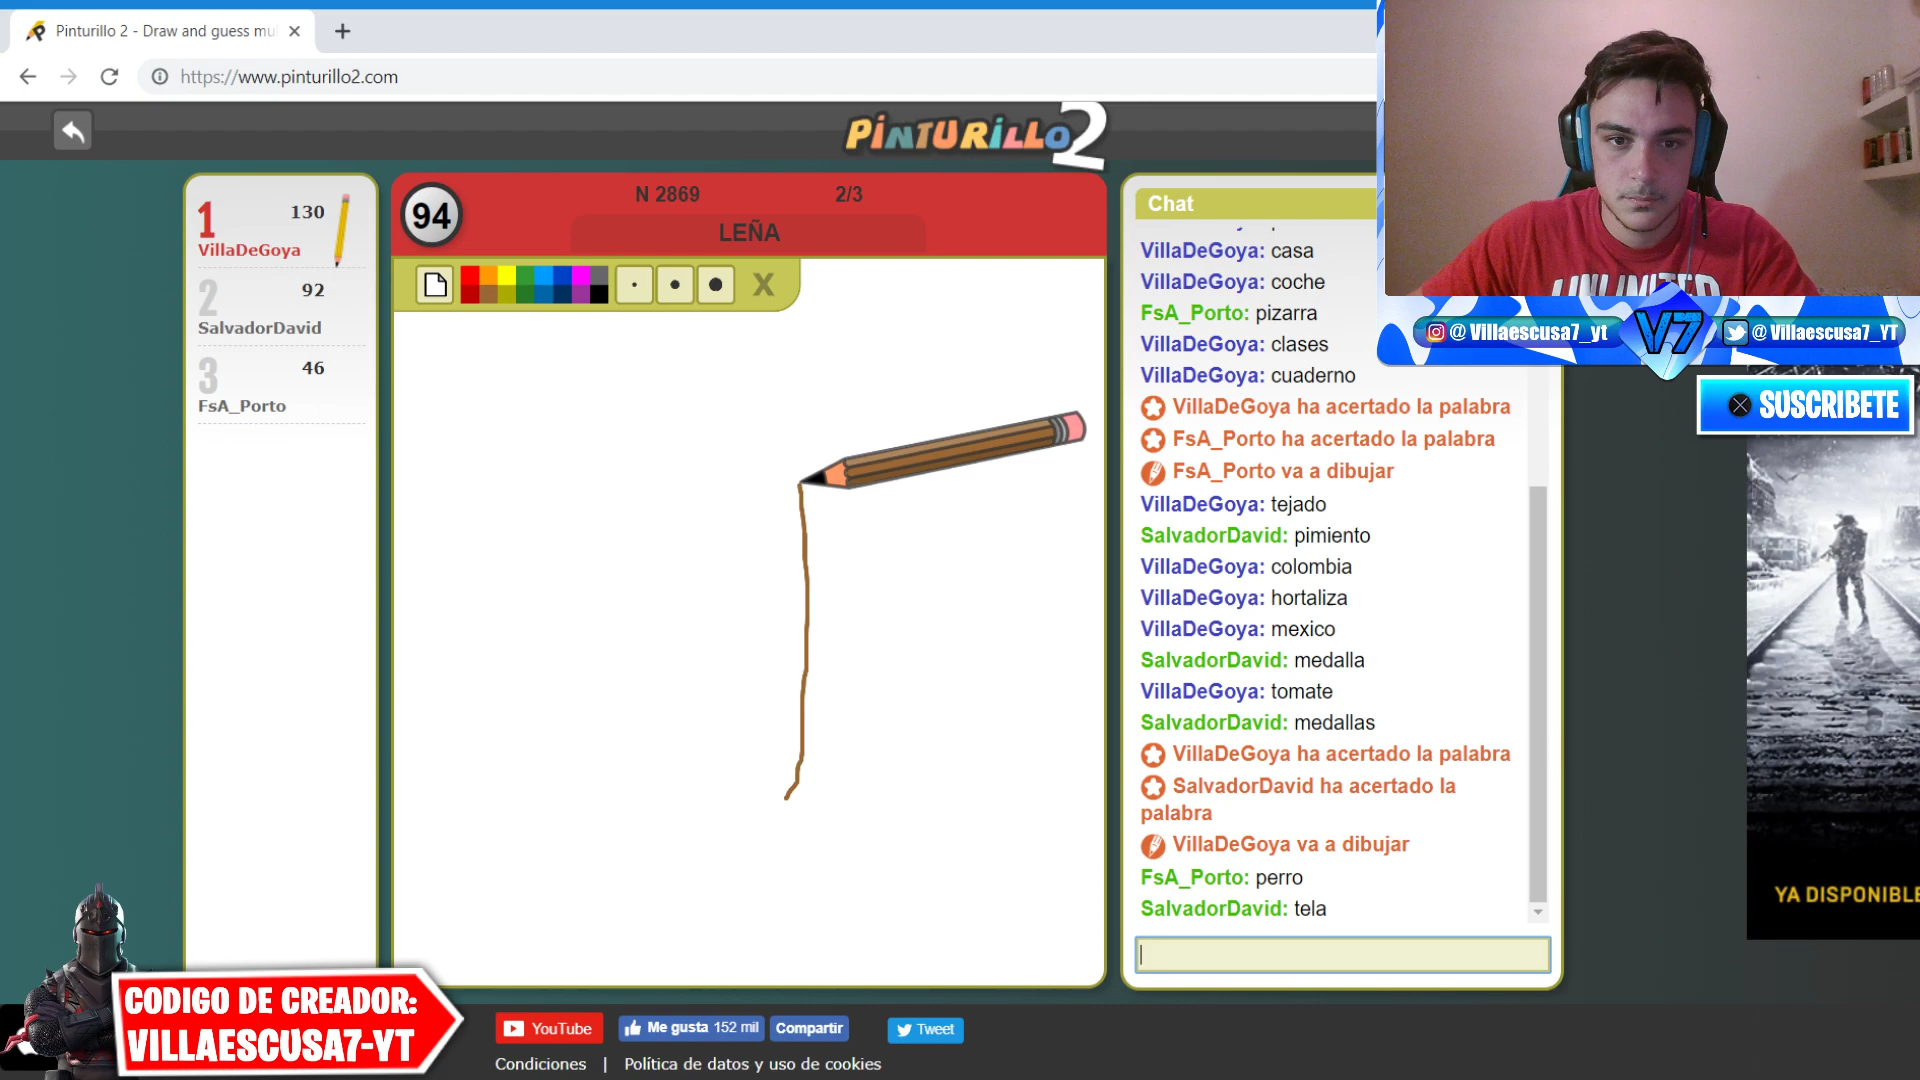 Pinturillo 2 - Draw and guess mu
https://www.pinturillo2.com
PINTURILLO 2
1
130
VillaDeGoya
2
92
SalvadorDavid
3
46
FsA_Porto
94
N 2869
2/3
LEÑA
X
Chat
VillaDeGoya: casa
VillaDeGoya: coche
FsA_Porto: pizarra
VillaDeGoya: clases
VillaDeGoya: cuaderno
VillaDeGoya ha acertado la palabra
FsA_Porto ha acertado la palabra
FsA_Porto va a dibujar
VillaDeGoya: tejado
SalvadorDavid: pimiento
VillaDeGoya: colombia
VillaDeGoya: hortaliza
VillaDeGoya: mexico
SalvadorDavid: medalla
VillaDeGoya: tomate
SalvadorDavid: medallas
VillaDeGoya ha acertado la palabra
SalvadorDavid ha acertado la
palabra
VillaDeGoya va a dibujar
FsA_Porto: perro
SalvadorDavid: tela
UNLIMITED
@ Villaescusa7_yt
V7
@ Villaescusa7_YT
SUSCRIBETE
YA DISPONIBLE
CODIGO DE CREADOR:
VILLAESCUSA7-YT
YouTube
Me gusta 152 mil
Compartir
Tweet
Condiciones | Política de datos y uso de cookies